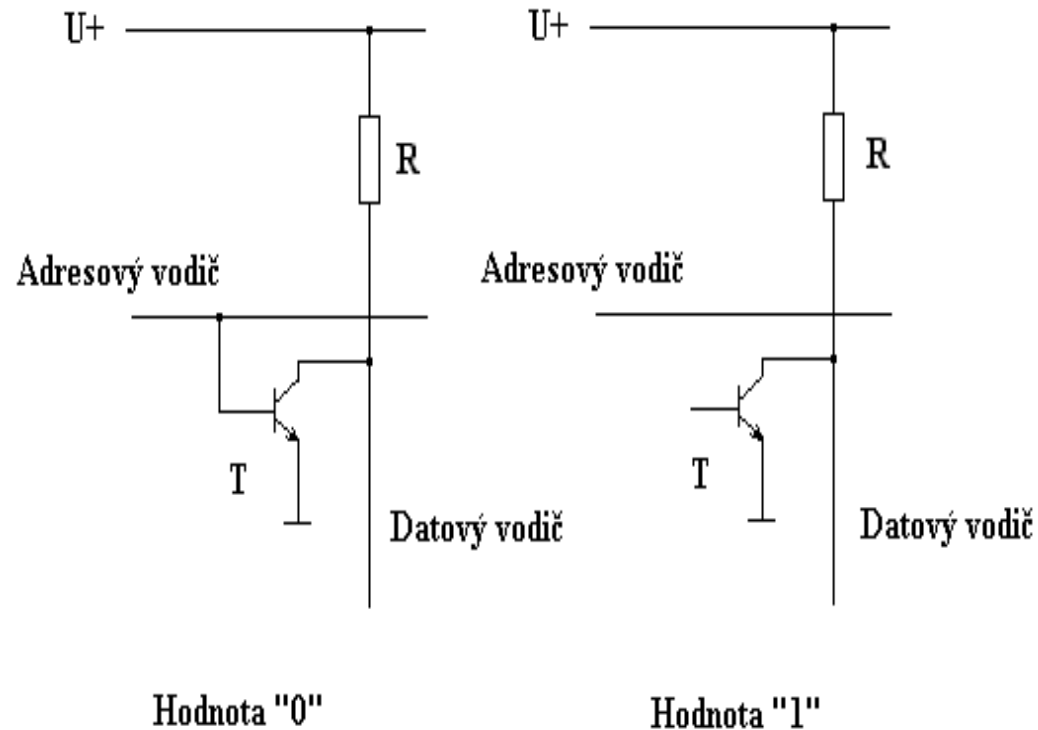 U+
R
Adresový vodič
T
Datový vodič
Hodnota "0"
U+
R
Adresový vodič
T
Datový vodič
Hodnota "1"